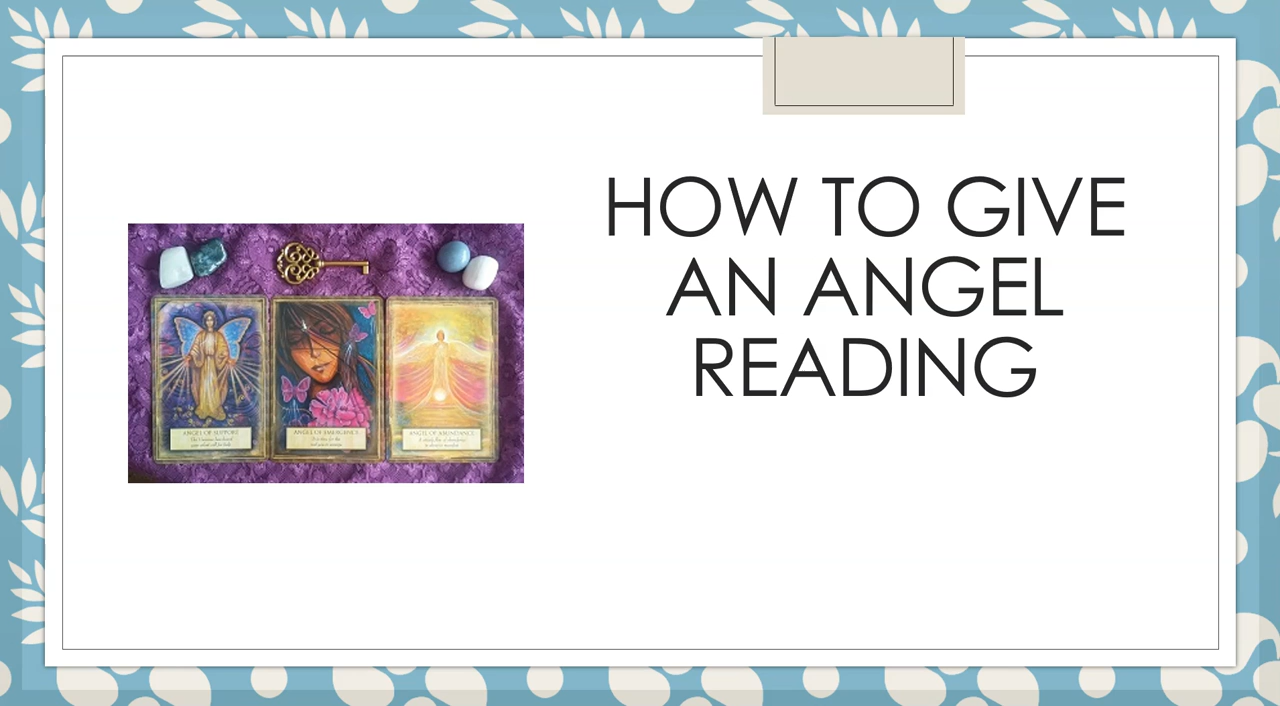 HOW TO GIVE
AN ANGEL
READING
ANGEL OF SUPPORT
ANGEL OF EMERGENCE
ANGEL OF ABUNDANCE